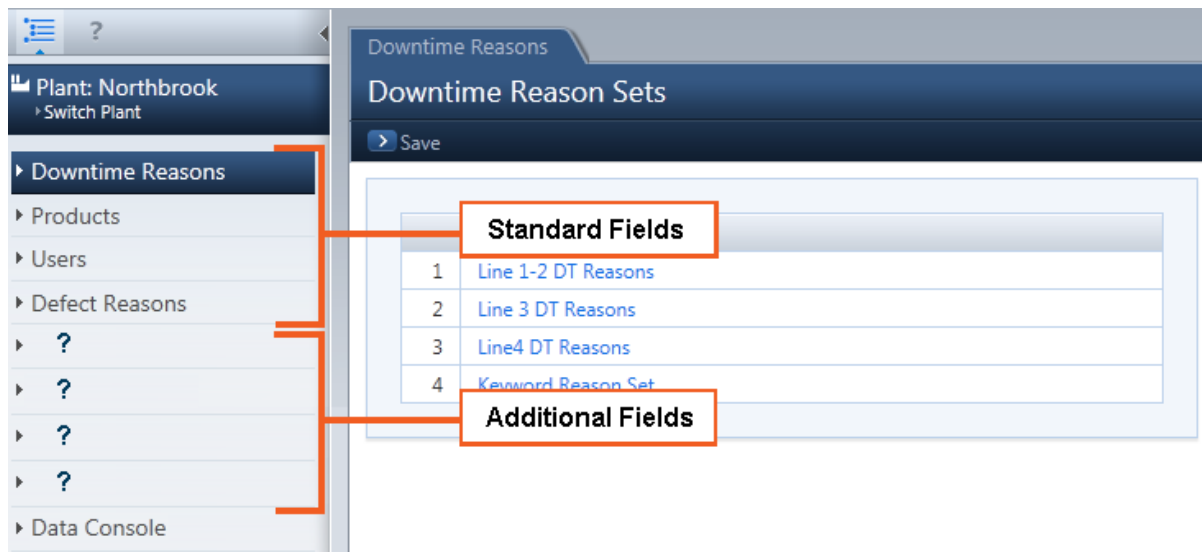 ?
Plant: Northbrook
Switch Plant
Downtime Reasons
Products
Users
Defect Reasons
?
?
?
?
Data Console
Downtime Reasons
Downtime Reason Sets
Save
Standard Fields
1 Line 1-2 DT Reasons
2 Line 3 DT Reasons
3 Line4 DT Reasons
4 Keyword Reason Set
Additional Fields